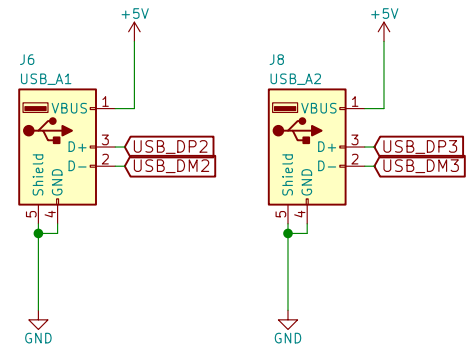 +5V
J6
USB_A1
VBUS 1
D+ 3 USB_DP2
D- 2 USB_DM2
Shield
GND
5
4
GND
+5V
J8
USB_A2
VBUS 1
D+ 3 USB_DP3
D- 2 USB_DM3
Shield
GND
5
4
GND